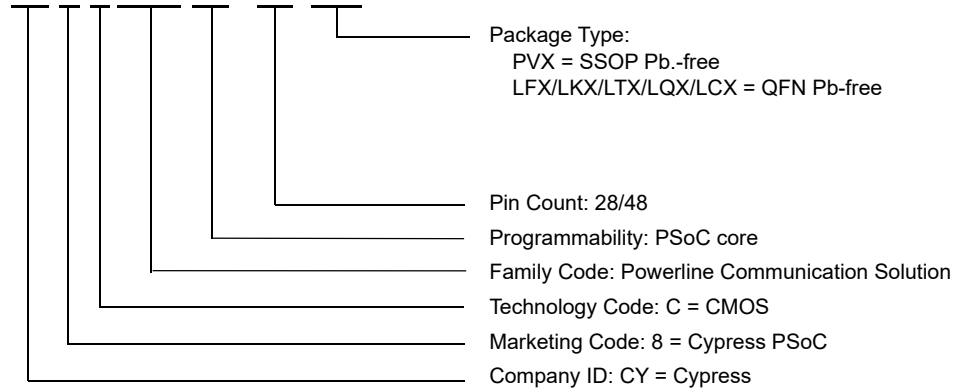 Package Type:
PVX = SSOP Pb.-free
LFX/LKX/LTX/LQX/LCX = QFN Pb-free
Pin Count: 28/48
Programmability: PSoC core
Family Code: Powerline Communication Solution
Technology Code: C = CMOS
Marketing Code: 8 = Cypress PSoC
Company ID: CY = Cypress